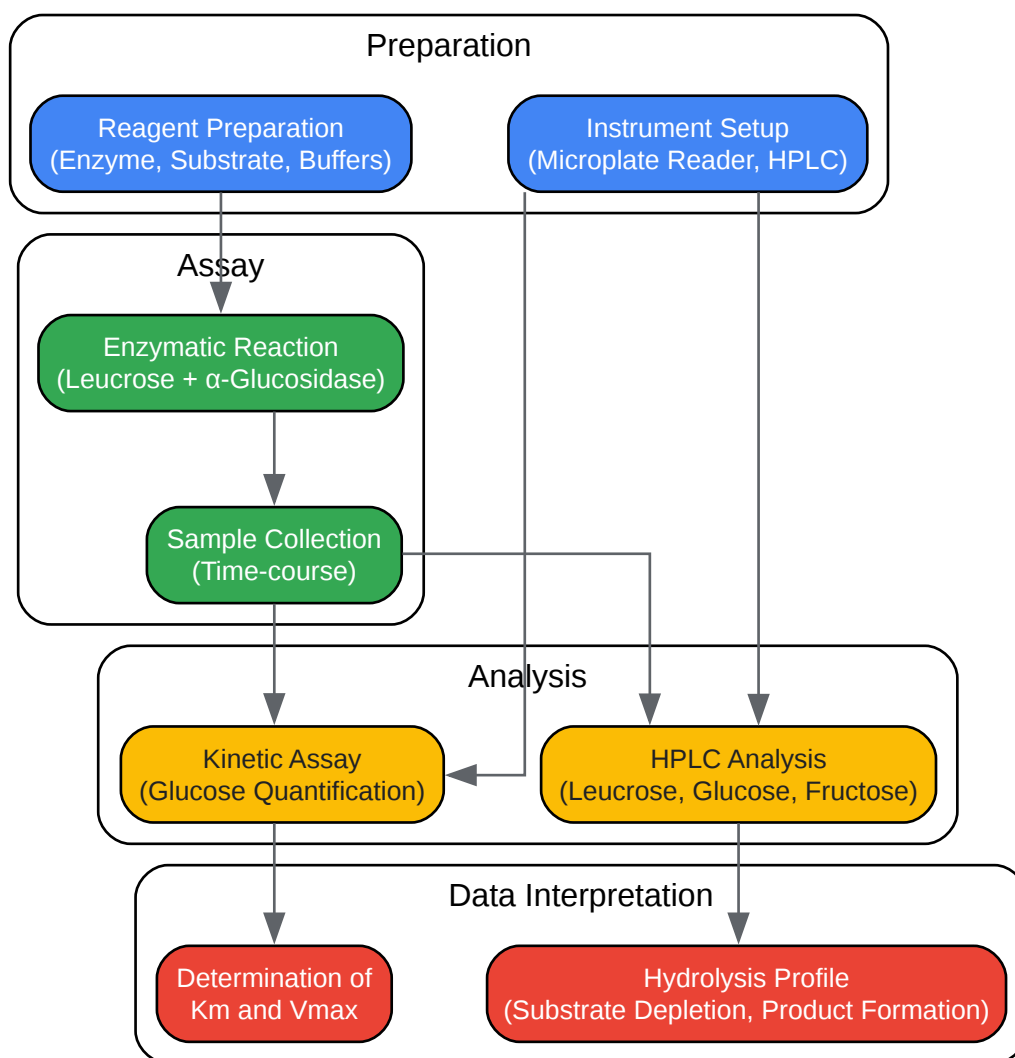 Preparation
Reagent Preparation
(Enzyme, Substrate, Buffers)
Instrument Setup
(Microplate Reader, HPLC)
Assay
Enzymatic Reaction
(Leucrose + α-Glucosidase)
Sample Collection
(Time-course)
Analysis
Kinetic Assay
(Glucose Quantification)
HPLC Analysis
(Leucrose, Glucose, Fructose)
Data Interpretation
Determination of
Km and Vmax
Hydrolysis Profile
(Substrate Depletion, Product Formation)